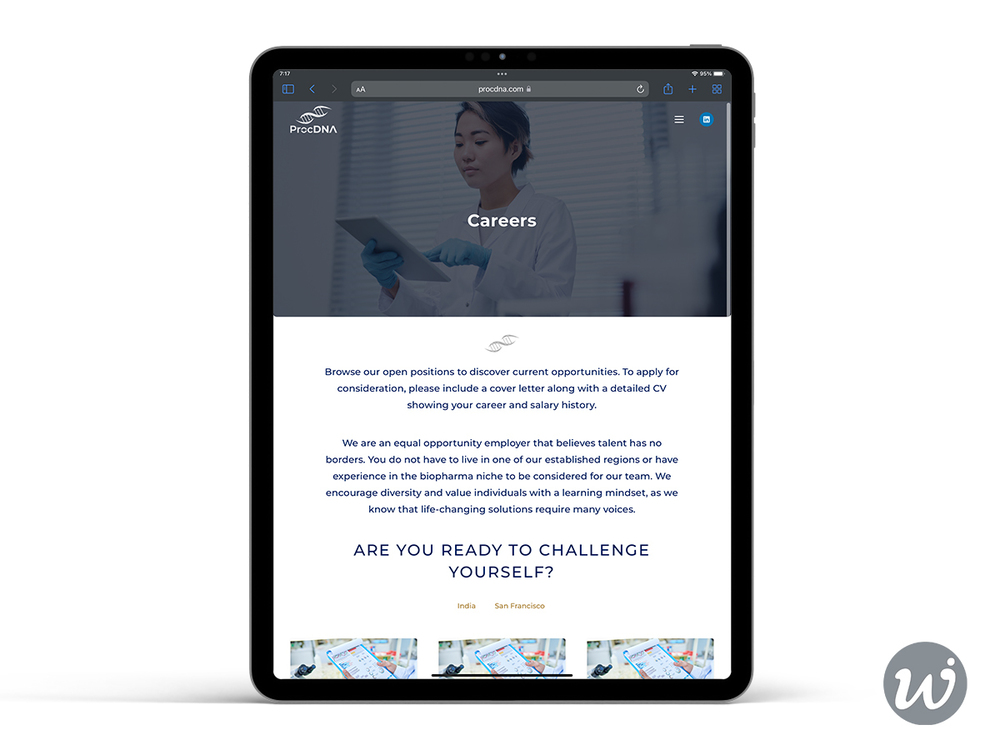 7:17
95%
AA
procdna.com
ProcDNA
in
Careers
Browse our open positions to discover current opportunities. To apply for
consideration, please include a cover letter along with a detailed CV
showing your career and salary history.
We are an equal opportunity employer that believes talent has no
borders. You do not have to live in one of our established regions or have
experience in the biopharma niche to be considered for our team. We
encourage diversity and value individuals with a learning mindset, as we
know that life-changing solutions require many voices.
ARE YOU READY TO CHALLENGE
YOURSELF?
India San Francisco
w